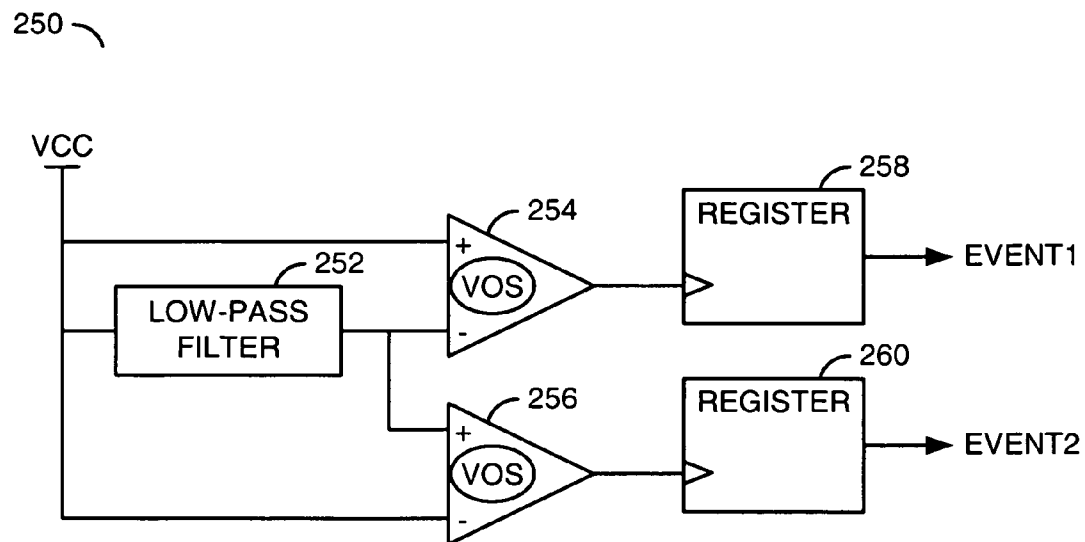 250
VCC
252
LOW-PASS
FILTER
+
VOS
-
254
+
VOS
-
256
REGISTER
258
EVENT1
REGISTER
260
EVENT2